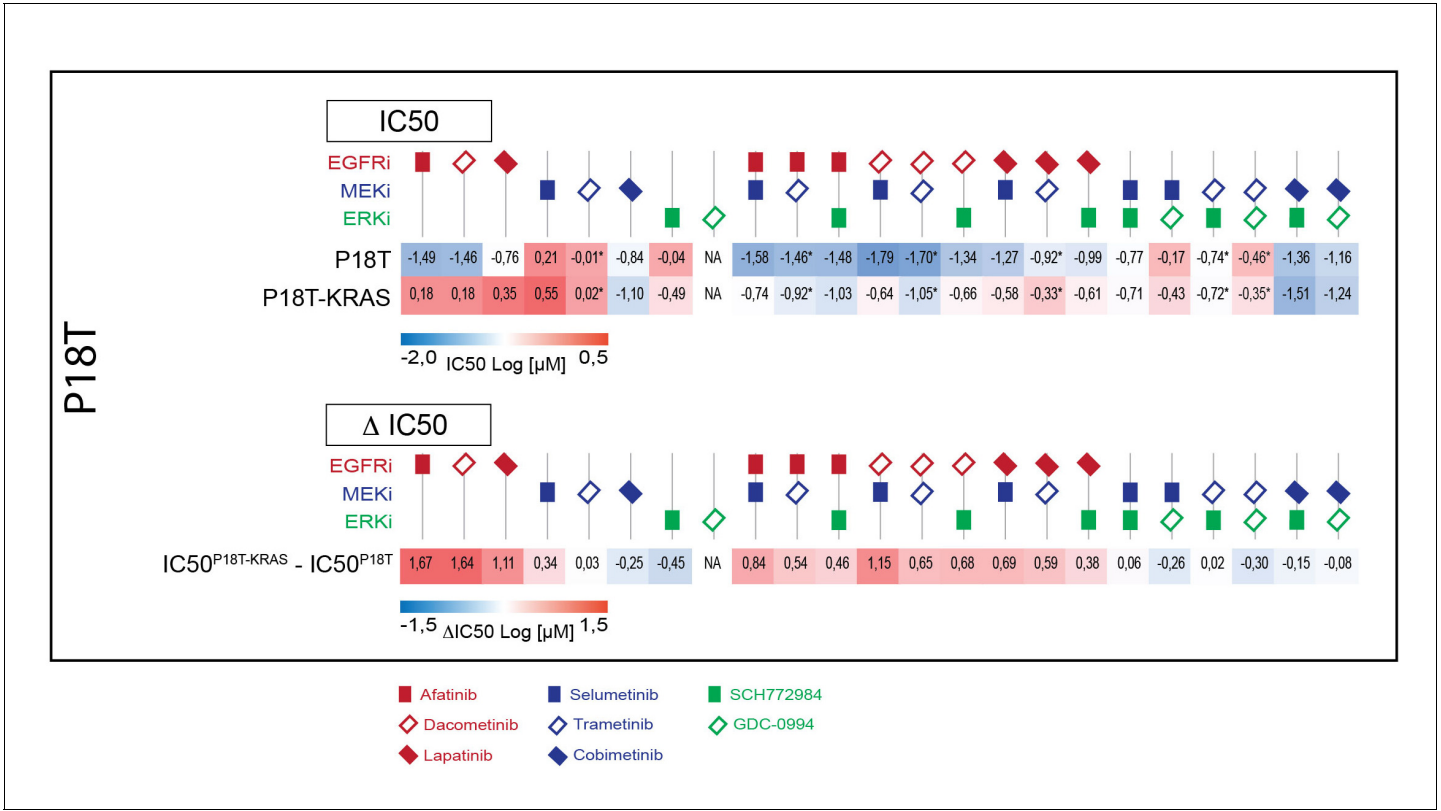 IC50
EGFRi
MEKi
ERKi
P18T -1,49 -1,46 -0,76 0,21 -0,01* -0,84 -0,04 NA -1,58 -1,46* -1,48 -1,79 -1,70* -1,34 -1,27 -0,92* -0,99 -0,77 -0,17 -0,74* -0,46* -1,36 -1,16
P18T-KRAS 0,18 0,18 0,35 0,55 0,02* -1,10 -0,49 NA -0,74 -0,92* -1,03 -0,64 -1,05* -0,66 -0,58 -0,33* -0,61 -0,71 -0,43 -0,72* -0,35* -1,51 -1,24
-2,0 IC50 Log [µM] 0,5
P18T
Δ IC50
EGFRi
MEKi
ERKi
IC50P18T-KRAS - IC50P18T 1,67 1,64 1,11 0,34 0,03 -0,25 -0,45 NA 0,84 0,54 0,46 1,15 0,65 0,68 0,69 0,59 0,38 0,06 -0,26 0,02 -0,30 -0,15 -0,08
-1,5 ΔIC50 Log [µM] 1,5
Afatinib Selumetinib SCH772984
Dacometinib Trametinib GDC-0994
Lapatinib Cobimetinib